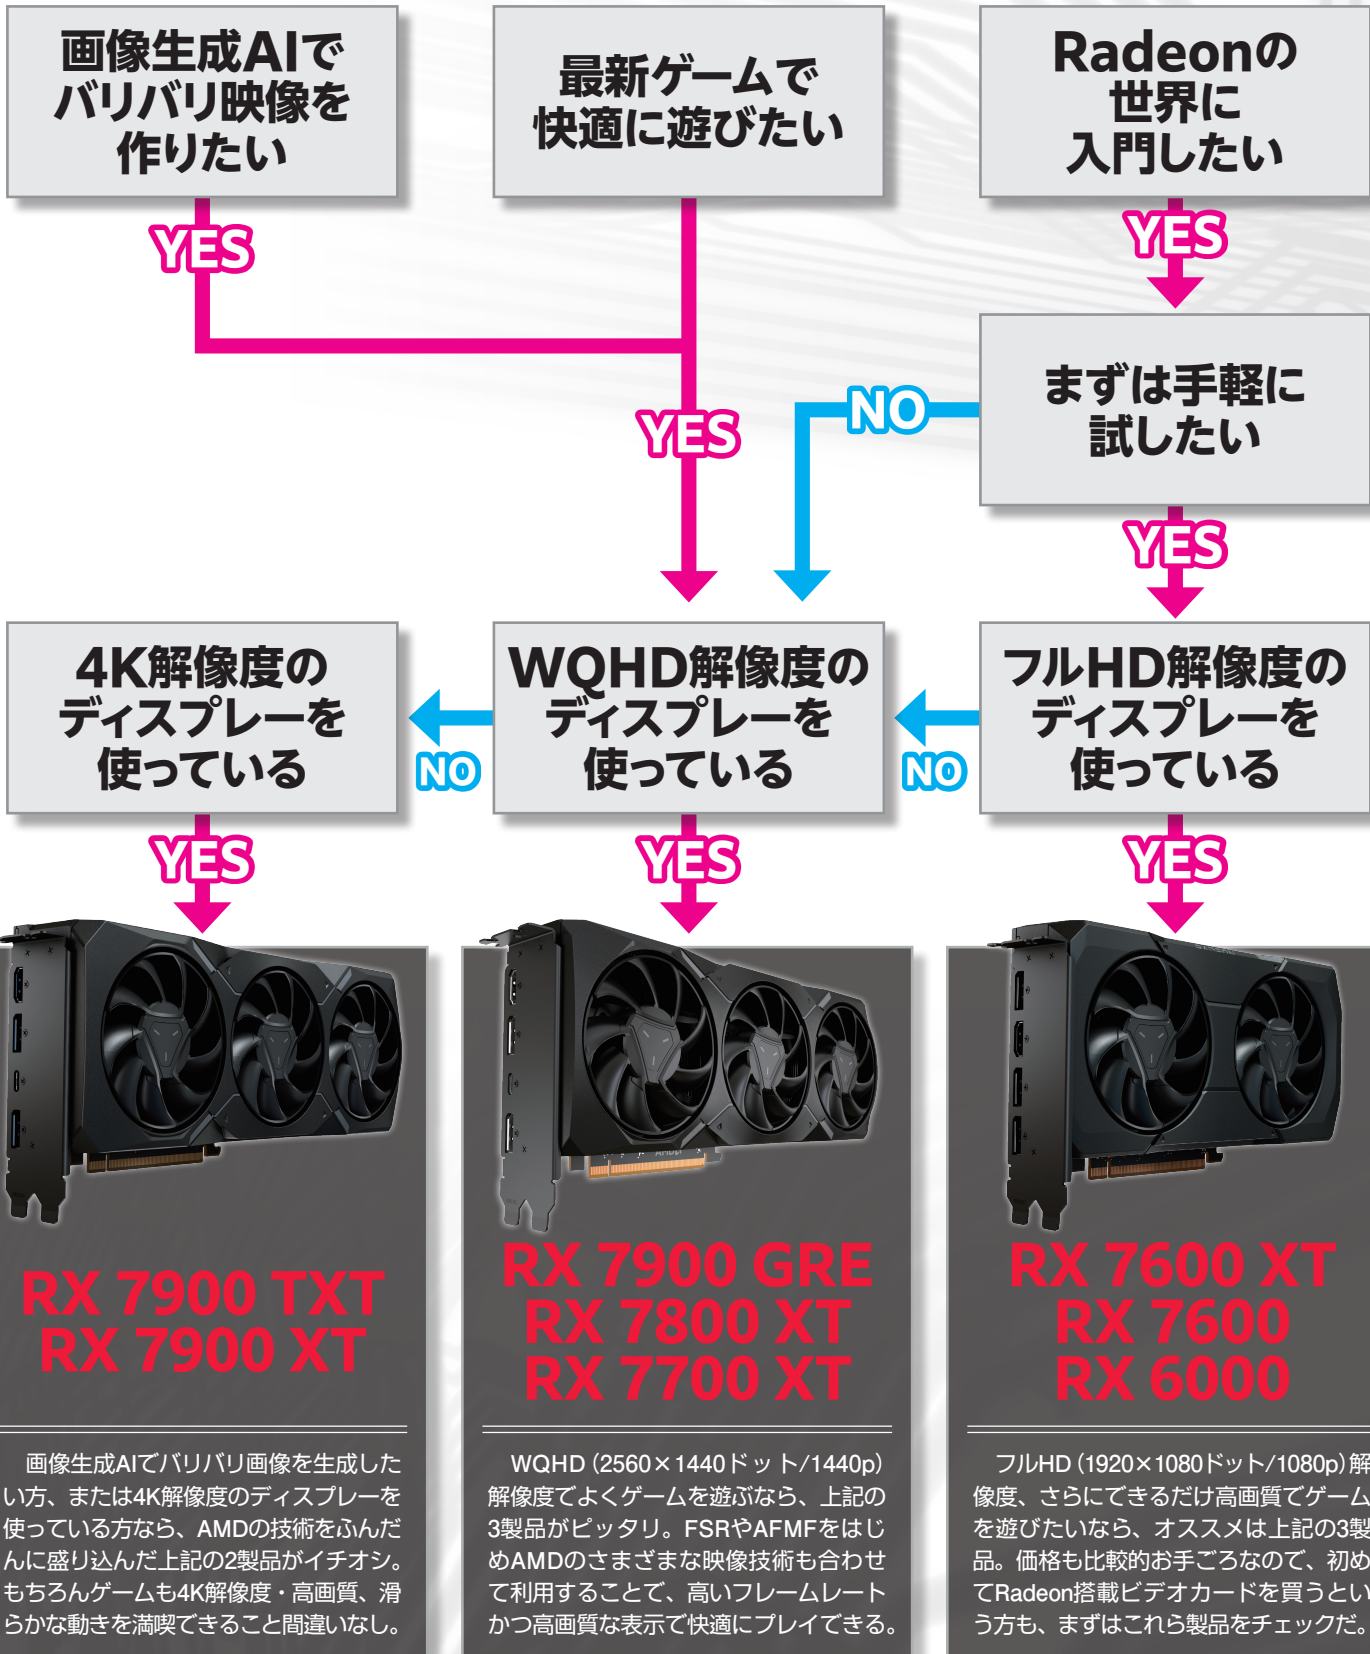 画像生成AIで
バリバリ映像を
作りたい
最新ゲームで
快適に遊びたい
Radeonの
世界に
入門したい
YES
YES
まずは手軽に
試したい
NO
YES
YES
4K解像度の
ディスプレーを
使っている
WQHD解像度の
ディスプレーを
使っている
フルHD解像度の
ディスプレーを
使っている
NO
NO
YES
YES
YES
RX 7900 TXT
RX 7900 XT
画像生成AIでバリバリ画像を生成した
い方、または4K解像度のディスプレーを
使っている方なら、AMDの技術をふんだ
んに盛り込んだ上記の2製品がイチオシ。
もちろんゲームも4K解像度・高画質、滑
らかな動きを満喫できること間違いなし。
AMD
RX 7900 GRE
RX 7800 XT
RX 7700 XT
WQHD(2560×1440ドット/1440p)
解像度でよくゲームを遊ぶなら、上記の
3製品がピッタリ。FSRやAFMFをはじ
めAMDのさまざまな映像技術も合わせ
て利用することで、高いフレームレート
かつ高画質な表示で快適にプレイできる。
RX 7600 XT
RX 7600
RX 6000
フルHD(1920×1080ドット/1080p)解
像度、さらにできるだけ高画質でゲーム
を遊びたいなら、オススメは上記の3製
品。価格も比較的お手ごろなので、初め
てRadeon搭載ビデオカードを買うとい
う方も、まずはこれら製品をチェックだ。